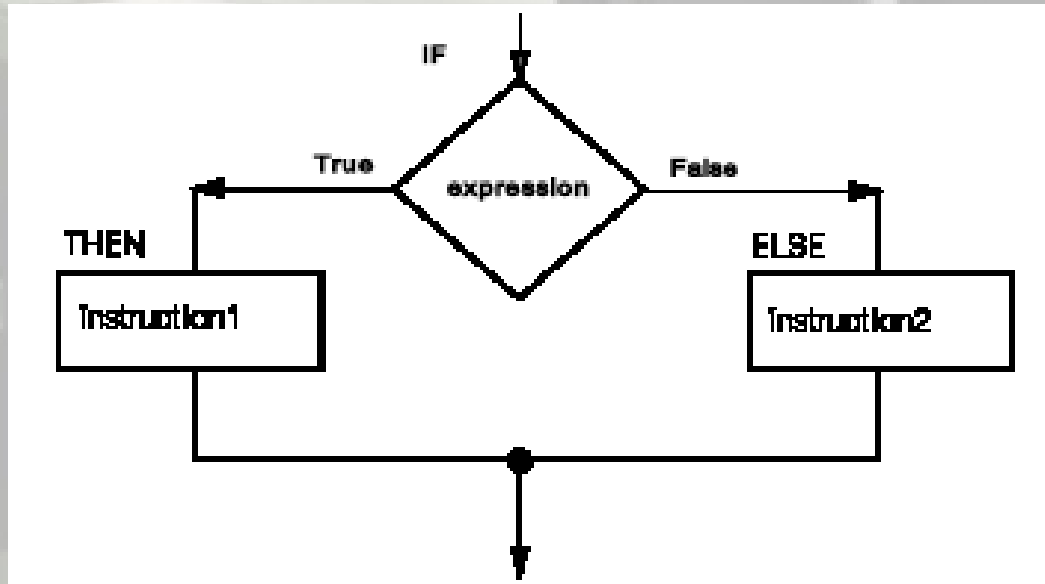 IF
True
expression
False
THEN
ELSE
Instruction1
Instruction2